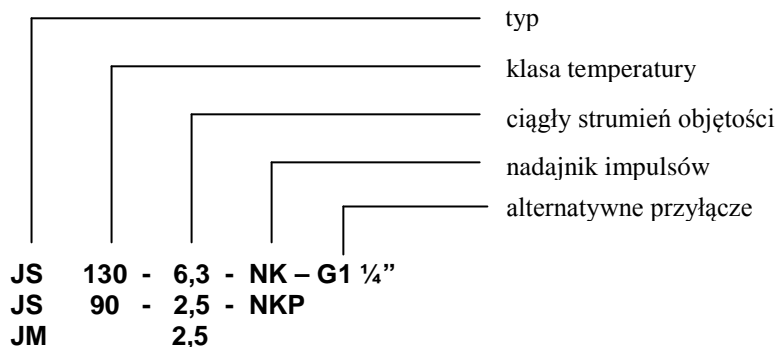 typ
klasa temperatury
ciągły strumień objętości
nadajnik impulsów
alternatywne przyłącze
JS 130 - 6,3 - NK – G1 ¼”
JS 90 - 2,5 - NKP
JM 2,5